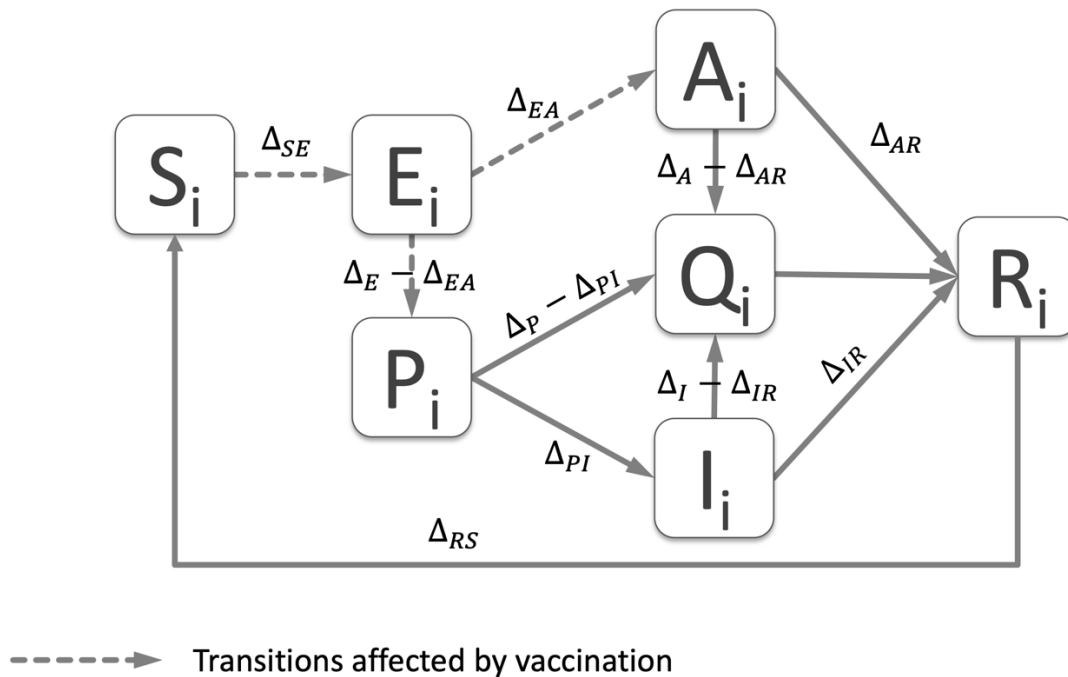 A_i
Δ_EA
Δ_AR
Δ_SE
S_i
E_i
Δ_A − Δ_AR
Δ_E − Δ_EA
Q_i
R_i
Δ_P − Δ_PI
P_i
Δ_I − Δ_IR
Δ_IR
Δ_PI
I_i
Δ_RS
Transitions affected by vaccination